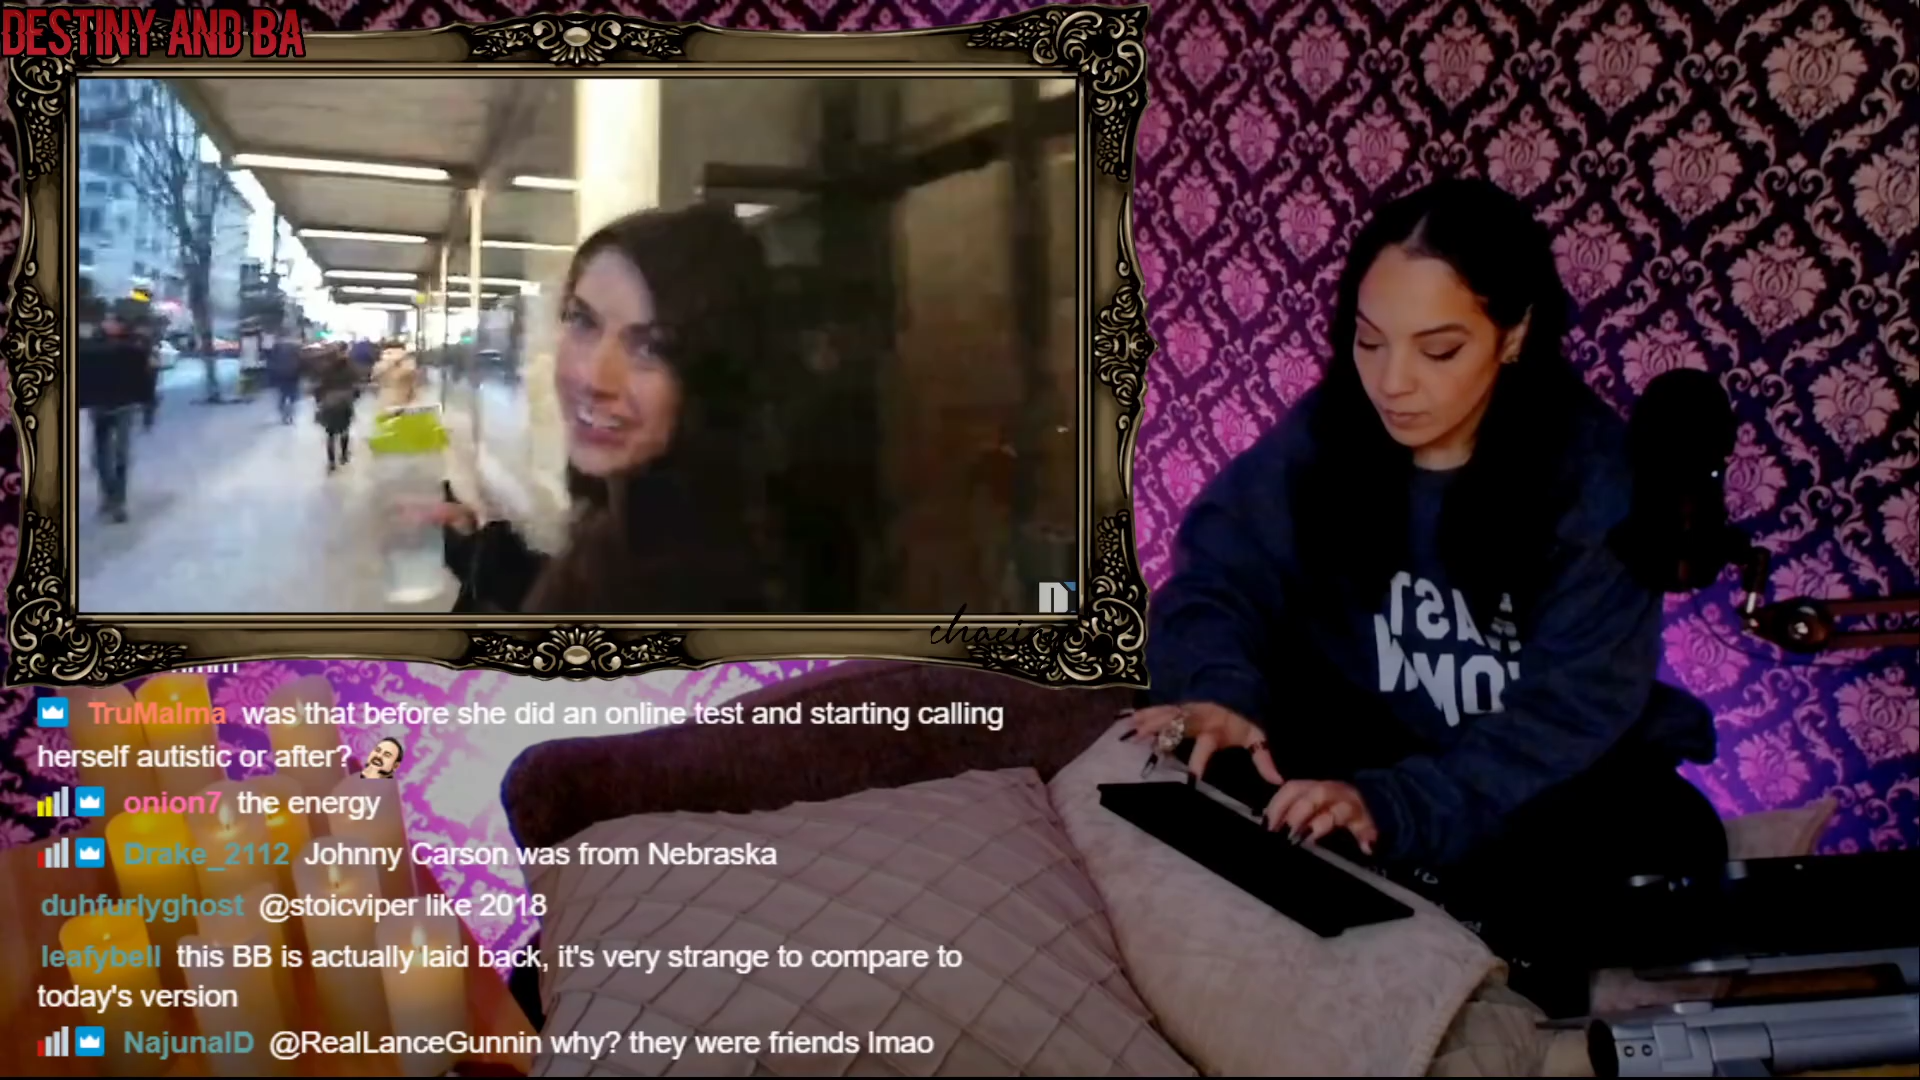 DESTINY AND BA
TruMalma was that before she did an online test and starting calling
herself autistic or after?
onion7 the energy
Drake_2112 Johnny Carson was from Nebraska
duhfurlyghost @stoicviper like 2018
leafybell this BB is actually laid back, it's very strange to compare to
today's version
NajunalD @RealLanceGunnin why? they were friends lmao